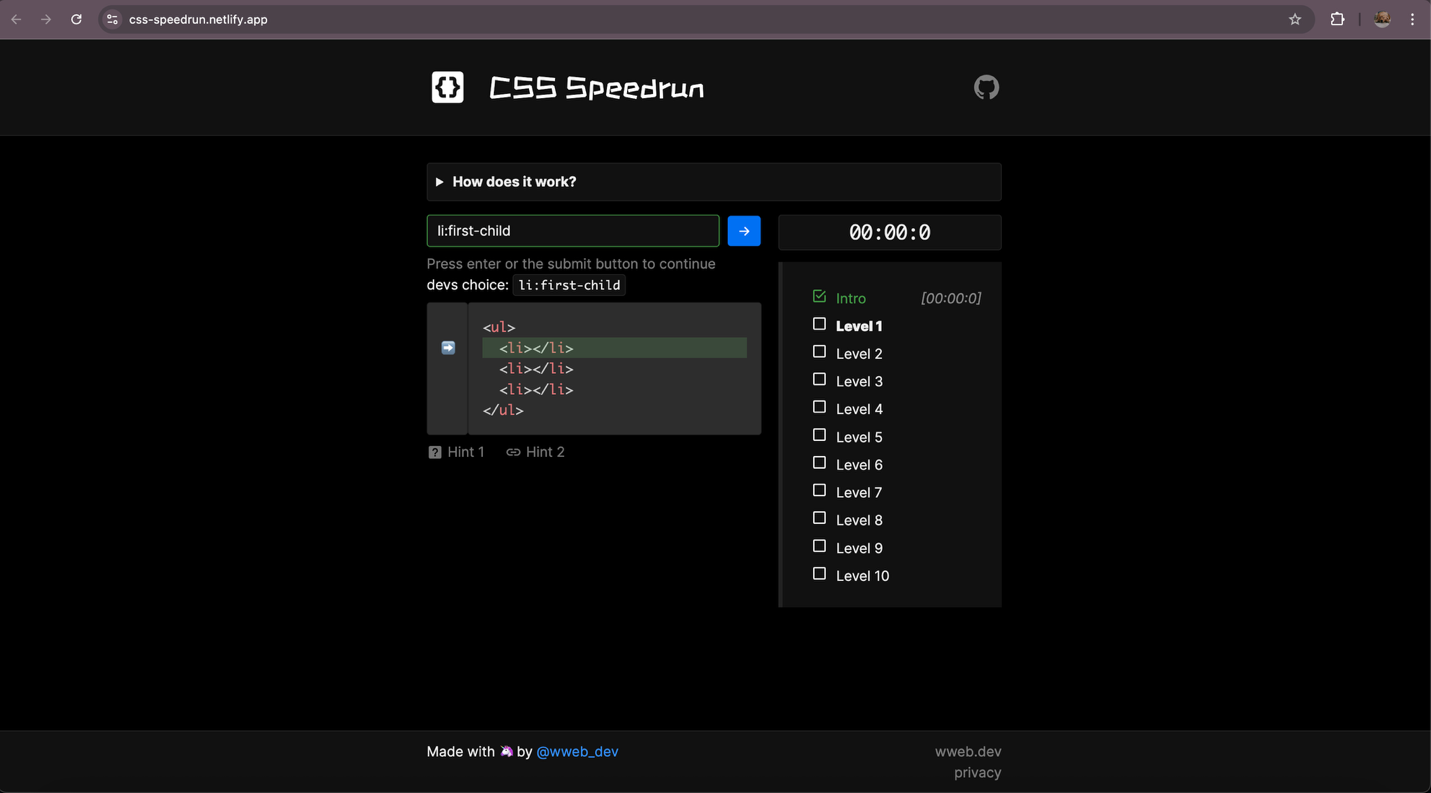 css-speedrun.netlify.app
{} CSS Speedrun
How does it work?
li:first-child
00:00:0
Press enter or the submit button to continue
devs choice: li:first-child
<ul>
<li></li>
<li></li>
<li></li>
</ul>
? Hint 1 Hint 2
Intro [00:00:0]
Level 1
Level 2
Level 3
Level 4
Level 5
Level 6
Level 7
Level 8
Level 9
Level 10
Made with 🦄 by @wweb_dev
wweb.dev
privacy